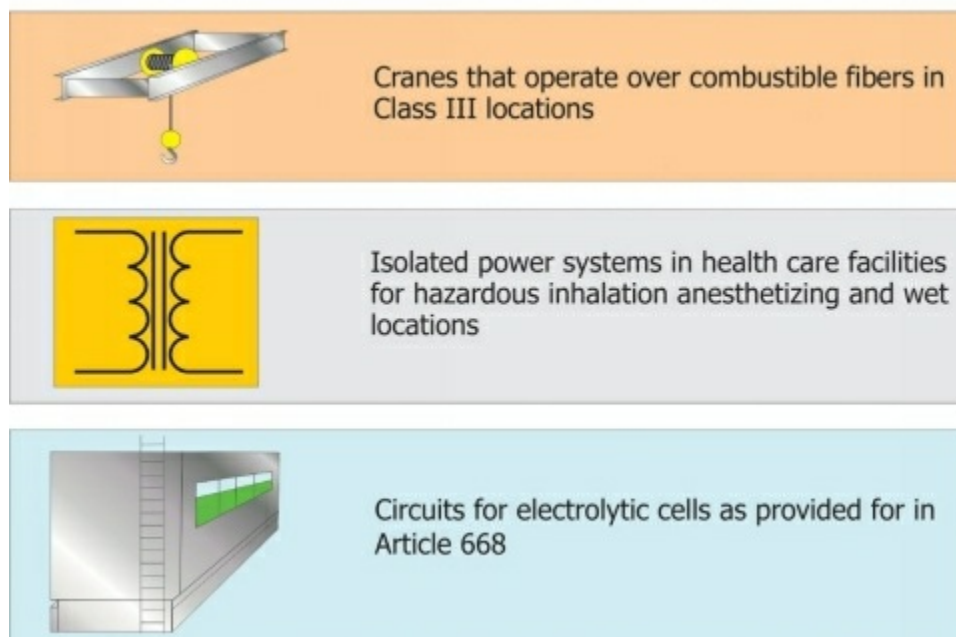 Cranes that operate over combustible fibers in
Class III locations
Isolated power systems in health care facilities
for hazardous inhalation anesthetizing and wet
locations
Circuits for electrolytic cells as provided for in
Article 668